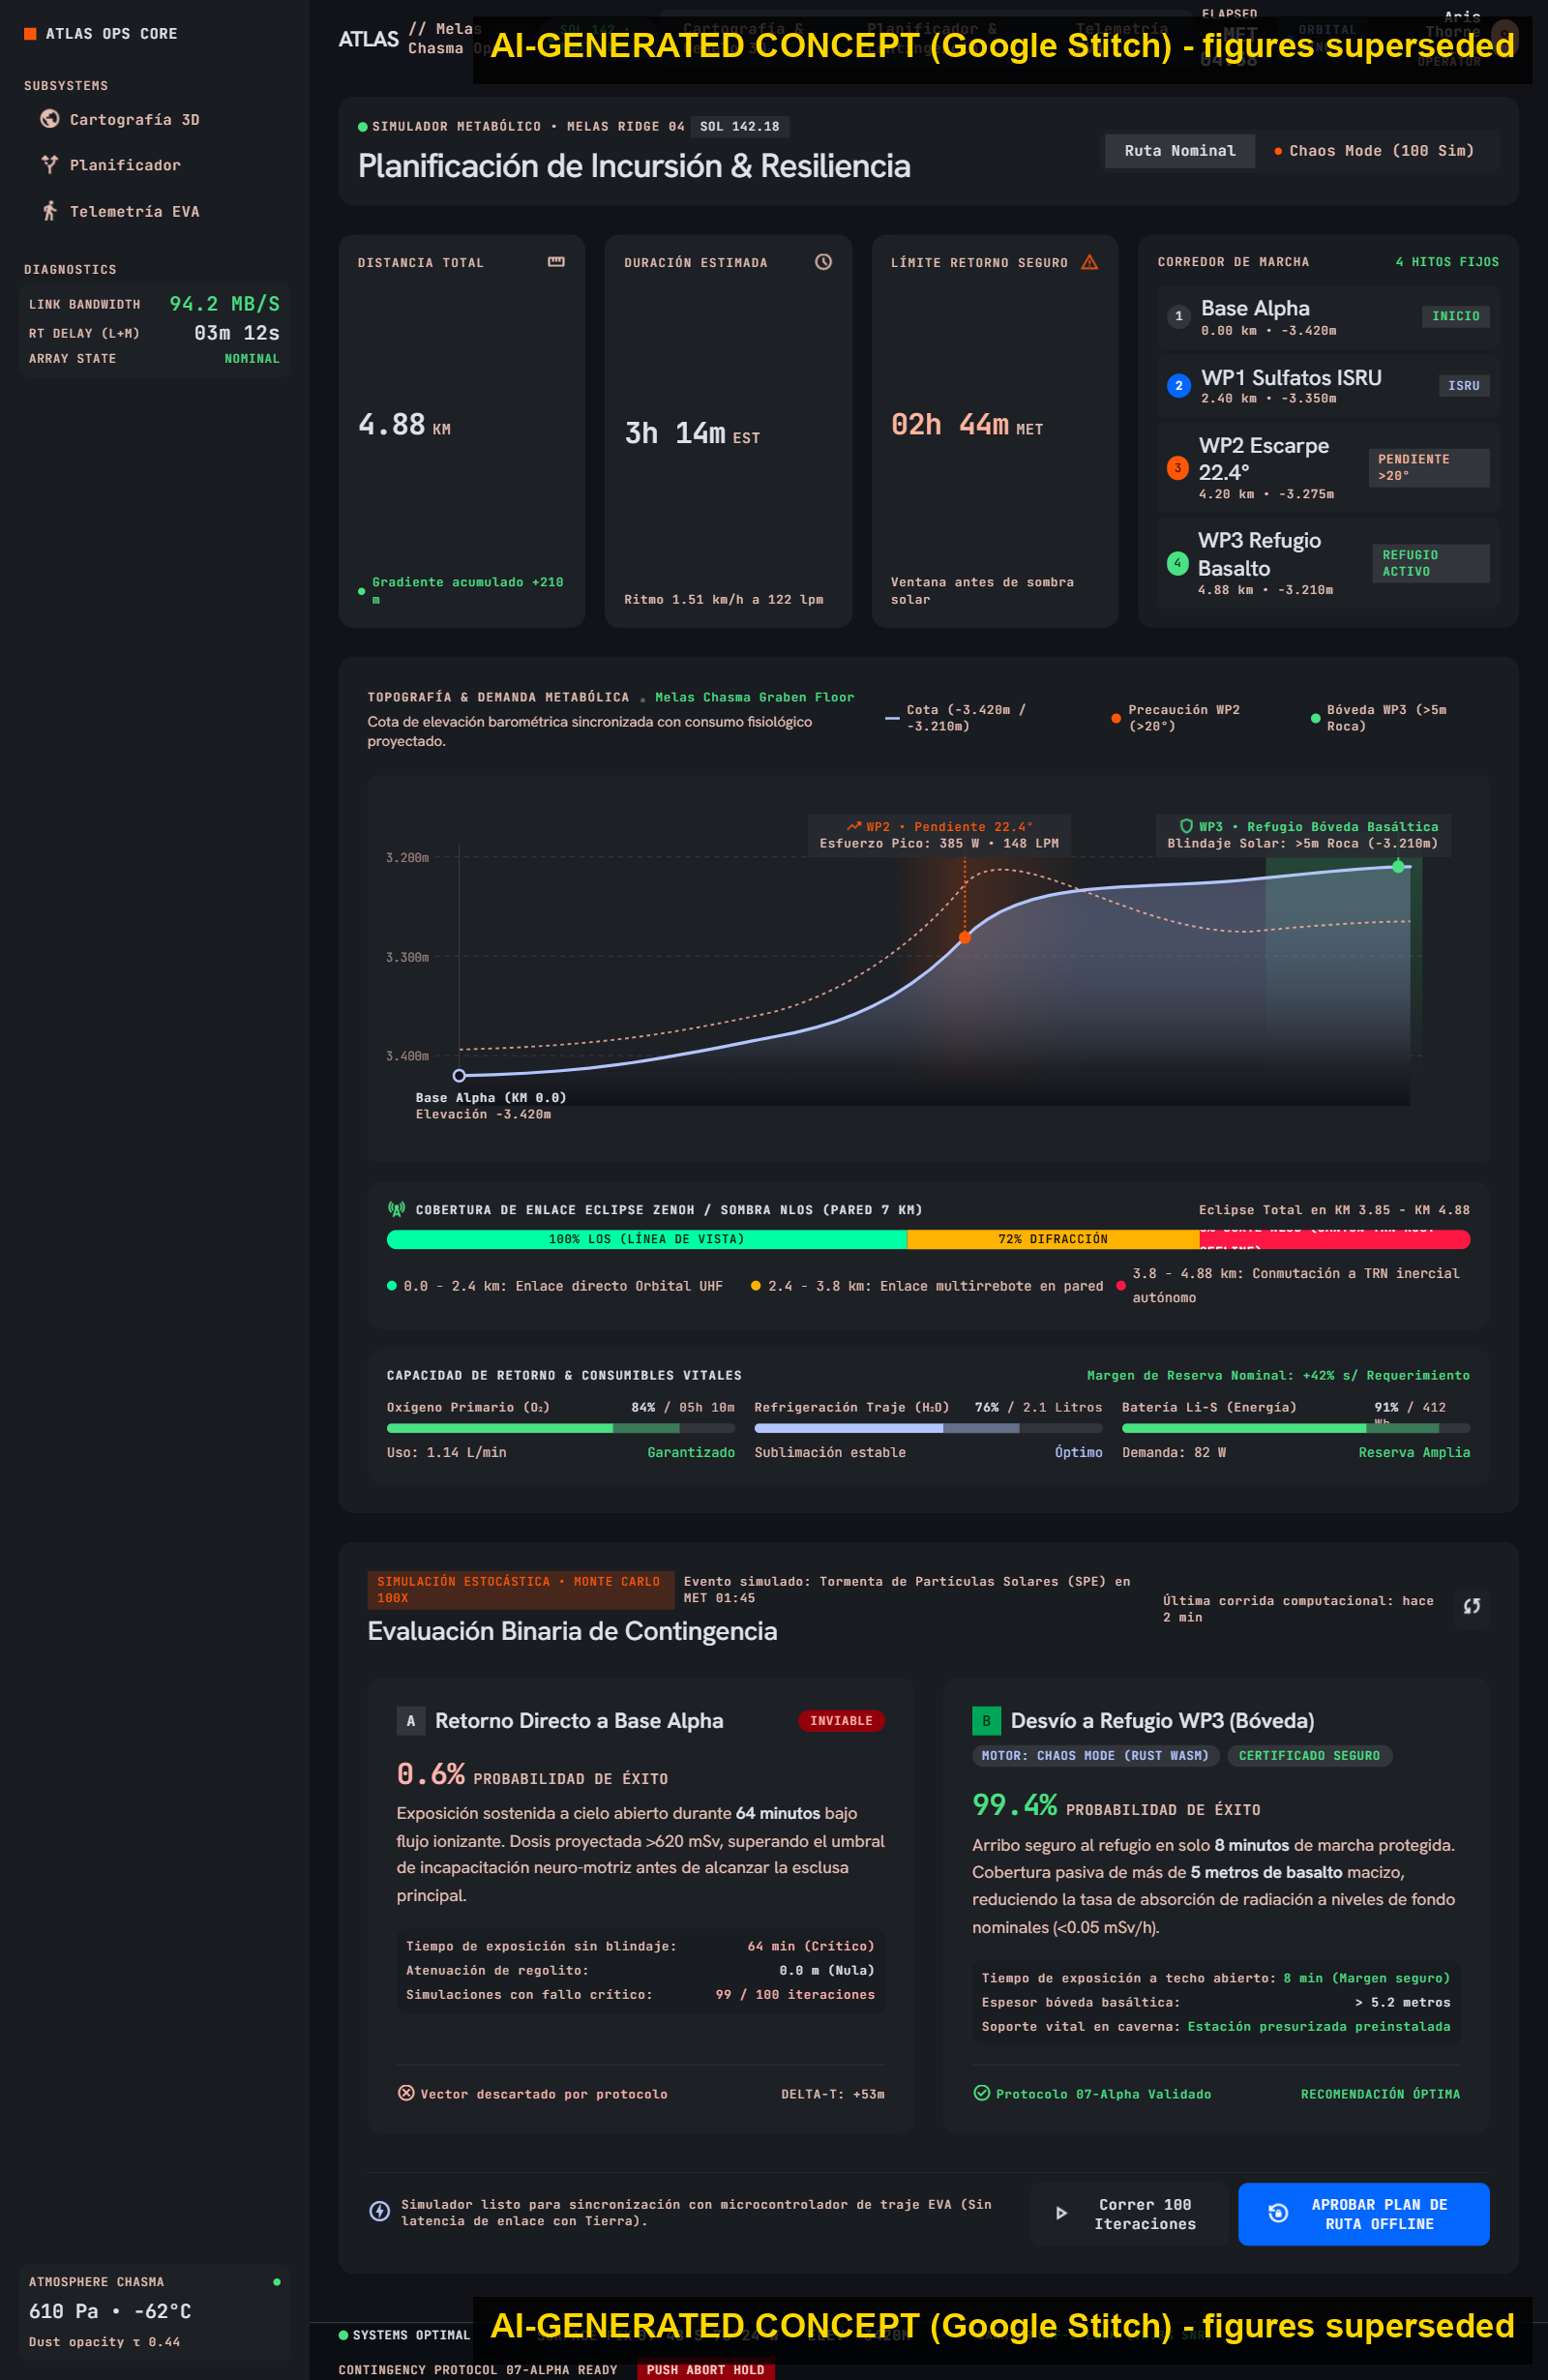 ATLAS OPS CORE
SUBSYSTEMS
Cartografía 3D
Planificador
Telemetría EVA
DIAGNOSTICS
LINK BANDWIDTH 94.2 MB/S
RT DELAY (L+M) 03m 12s
ARRAY STATE NOMINAL
ATMOSPHERE CHASMA
610 Pa • -62°C
Dust opacity τ 0.44
ATLAS // Melas
Chasma
ELAPSED
AI-GENERATED CONCEPT (Google Stitch) - figures superseded
SIMULADOR METABÓLICO • MELAS RIDGE 04 SOL 142.18
Planificación de Incursión & Resiliencia
Ruta Nominal
Chaos Mode (100 Sim)
DISTANCIA TOTAL
4.88 KM
Gradiente acumulado +210
m
DURACIÓN ESTIMADA
3h 14m EST
Ritmo 1.51 km/h a 122 lpm
LÍMITE RETORNO SEGURO
02h 44m MET
Ventana antes de sombra
solar
CORREDOR DE MARCHA 4 HITOS FIJOS
1 Base Alpha INICIO
0.00 km • -3.420m
2 WP1 Sulfatos ISRU ISRU
2.40 km • -3.350m
3 WP2 Escarpe
22.4°
4.20 km • -3.275m
PENDIENTE
>20°
4 WP3 Refugio
Basalto
4.88 km • -3.210m
REFUGIO
ACTIVO
TOPOGRAFÍA & DEMANDA METABÓLICA Melas Chasma Graben Floor
Cota de elevación barométrica sincronizada con consumo fisiológico
proyectado.
Cota (-3.420m /
-3.210m)
Precaución WP2
(>20°)
Bóveda WP3 (>5m
Roca)
WP2 • Pendiente 22.4°
Esfuerzo Pico: 385 W • 148 LPM
WP3 • Refugio Bóveda Basáltica
Blindaje Solar: >5m Roca (-3.210m)
3.200m
3.300m
3.400m
Base Alpha (KM 0.0)
Elevación -3.420m
COBERTURA DE ENLACE ECLIPSE ZENOH / SOMBRA NLOS (PARED 7 KM) Eclipse Total en KM 3.85 - KM 4.88
100% LOS (LÍNEA DE VISTA) 72% DIFRACCIÓN
0.0 - 2.4 km: Enlace directo Orbital UHF
2.4 - 3.8 km: Enlace multirrebote en pared
3.8 - 4.88 km: Conmutación a TRN inercial
autónomo
CAPACIDAD DE RETORNO & CONSUMIBLES VITALES Margen de Reserva Nominal: +42% s/ Requerimiento
Oxígeno Primario (O₂) 84% / 05h 10m
Uso: 1.14 L/min Garantizado
Refrigeración Traje (H₂O) 76% / 2.1 Litros
Sublimación estable Óptimo
Batería Li-S (Energía) 91% / 412
Wh
Demanda: 82 W Reserva Amplia
SIMULACIÓN ESTOCÁSTICA • MONTE CARLO
100X
Evento simulado: Tormenta de Partículas Solares (SPE) en
MET 01:45
Última corrida computacional: hace
2 min
Evaluación Binaria de Contingencia
A Retorno Directo a Base Alpha INVIABLE
0.6% PROBABILIDAD DE ÉXITO
Exposición sostenida a cielo abierto durante 64 minutos bajo
flujo ionizante. Dosis proyectada >620 mSv, superando el umbral
de incapacitación neuro-motriz antes de alcanzar la esclusa
principal.
Tiempo de exposición sin blindaje: 64 min (Crítico)
Atenuación de regolito: 0.0 m (Nula)
Simulaciones con fallo crítico: 99 / 100 iteraciones
Vector descartado por protocolo DELTA-T: +53m
B Desvío a Refugio WP3 (Bóveda)
MOTOR: CHAOS MODE (RUST WASM) CERTIFICADO SEGURO
99.4% PROBABILIDAD DE ÉXITO
Arribo seguro al refugio en solo 8 minutos de marcha protegida.
Cobertura pasiva de más de 5 metros de basalto macizo,
reduciendo la tasa de absorción de radiación a niveles de fondo
nominales (<0.05 mSv/h).
Tiempo de exposición a techo abierto: 8 min (Margen seguro)
Espesor bóveda basáltica: > 5.2 metros
Soporte vital en caverna: Estación presurizada preinstalada
Protocolo 07-Alpha Validado RECOMENDACIÓN ÓPTIMA
Simulador listo para sincronización con microcontrolador de traje EVA (Sin
latencia de enlace con Tierra).
Correr 100
Iteraciones
APROBAR PLAN DE
RUTA OFFLINE
AI-GENERATED CONCEPT (Google Stitch) - figures superseded
SYSTEMS OPTIMAL
CONTINGENCY PROTOCOL 07-ALPHA READY PUSH ABORT HOLD